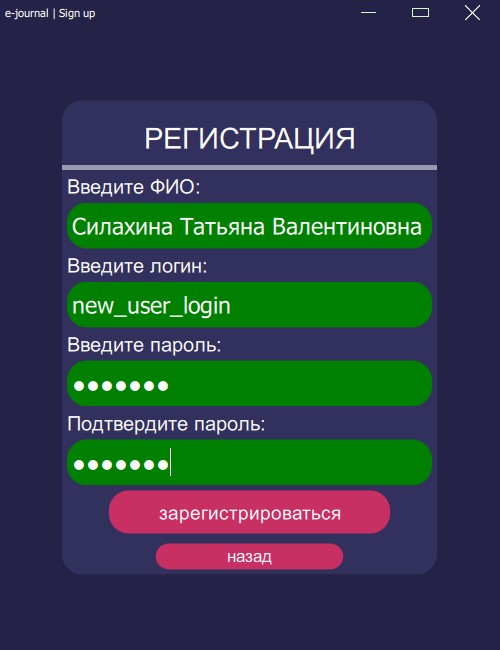 e-journal | Sign up
РЕГИСТРАЦИЯ
Введите ФИО:
Силахина Татьяна Валентиновна
Введите логин:
new_user_login
Введите пароль:
●●●●●●●
Подтвердите пароль:
●●●●●●●
зарегистрироваться
назад